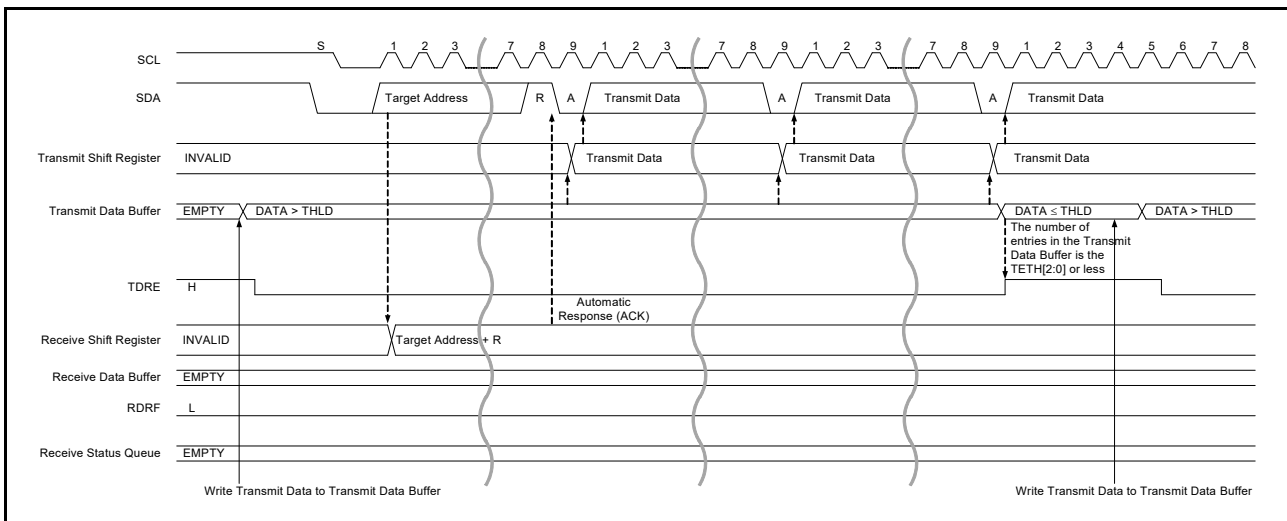 S 1 2 3 7 8 9 1 2 3 7 8 9 1 2 3 7 8 9 1 2 3 4 5 6 7 8
SCL
SDA Target Address R A Transmit Data A Transmit Data A Transmit Data
Transmit Shift Register INVALID Transmit Data Transmit Data Transmit Data
Transmit Data Buffer EMPTY DATA > THLD DATA ≤ THLD DATA > THLD
The number of
entries in the Transmit
Data Buffer is the
TETH[2:0] or less
TDRE H
Automatic
Response (ACK)
Receive Shift Register INVALID Target Address + R
Receive Data Buffer EMPTY
RDRF L
Receive Status Queue EMPTY
Write Transmit Data to Transmit Data Buffer Write Transmit Data to Transmit Data Buffer